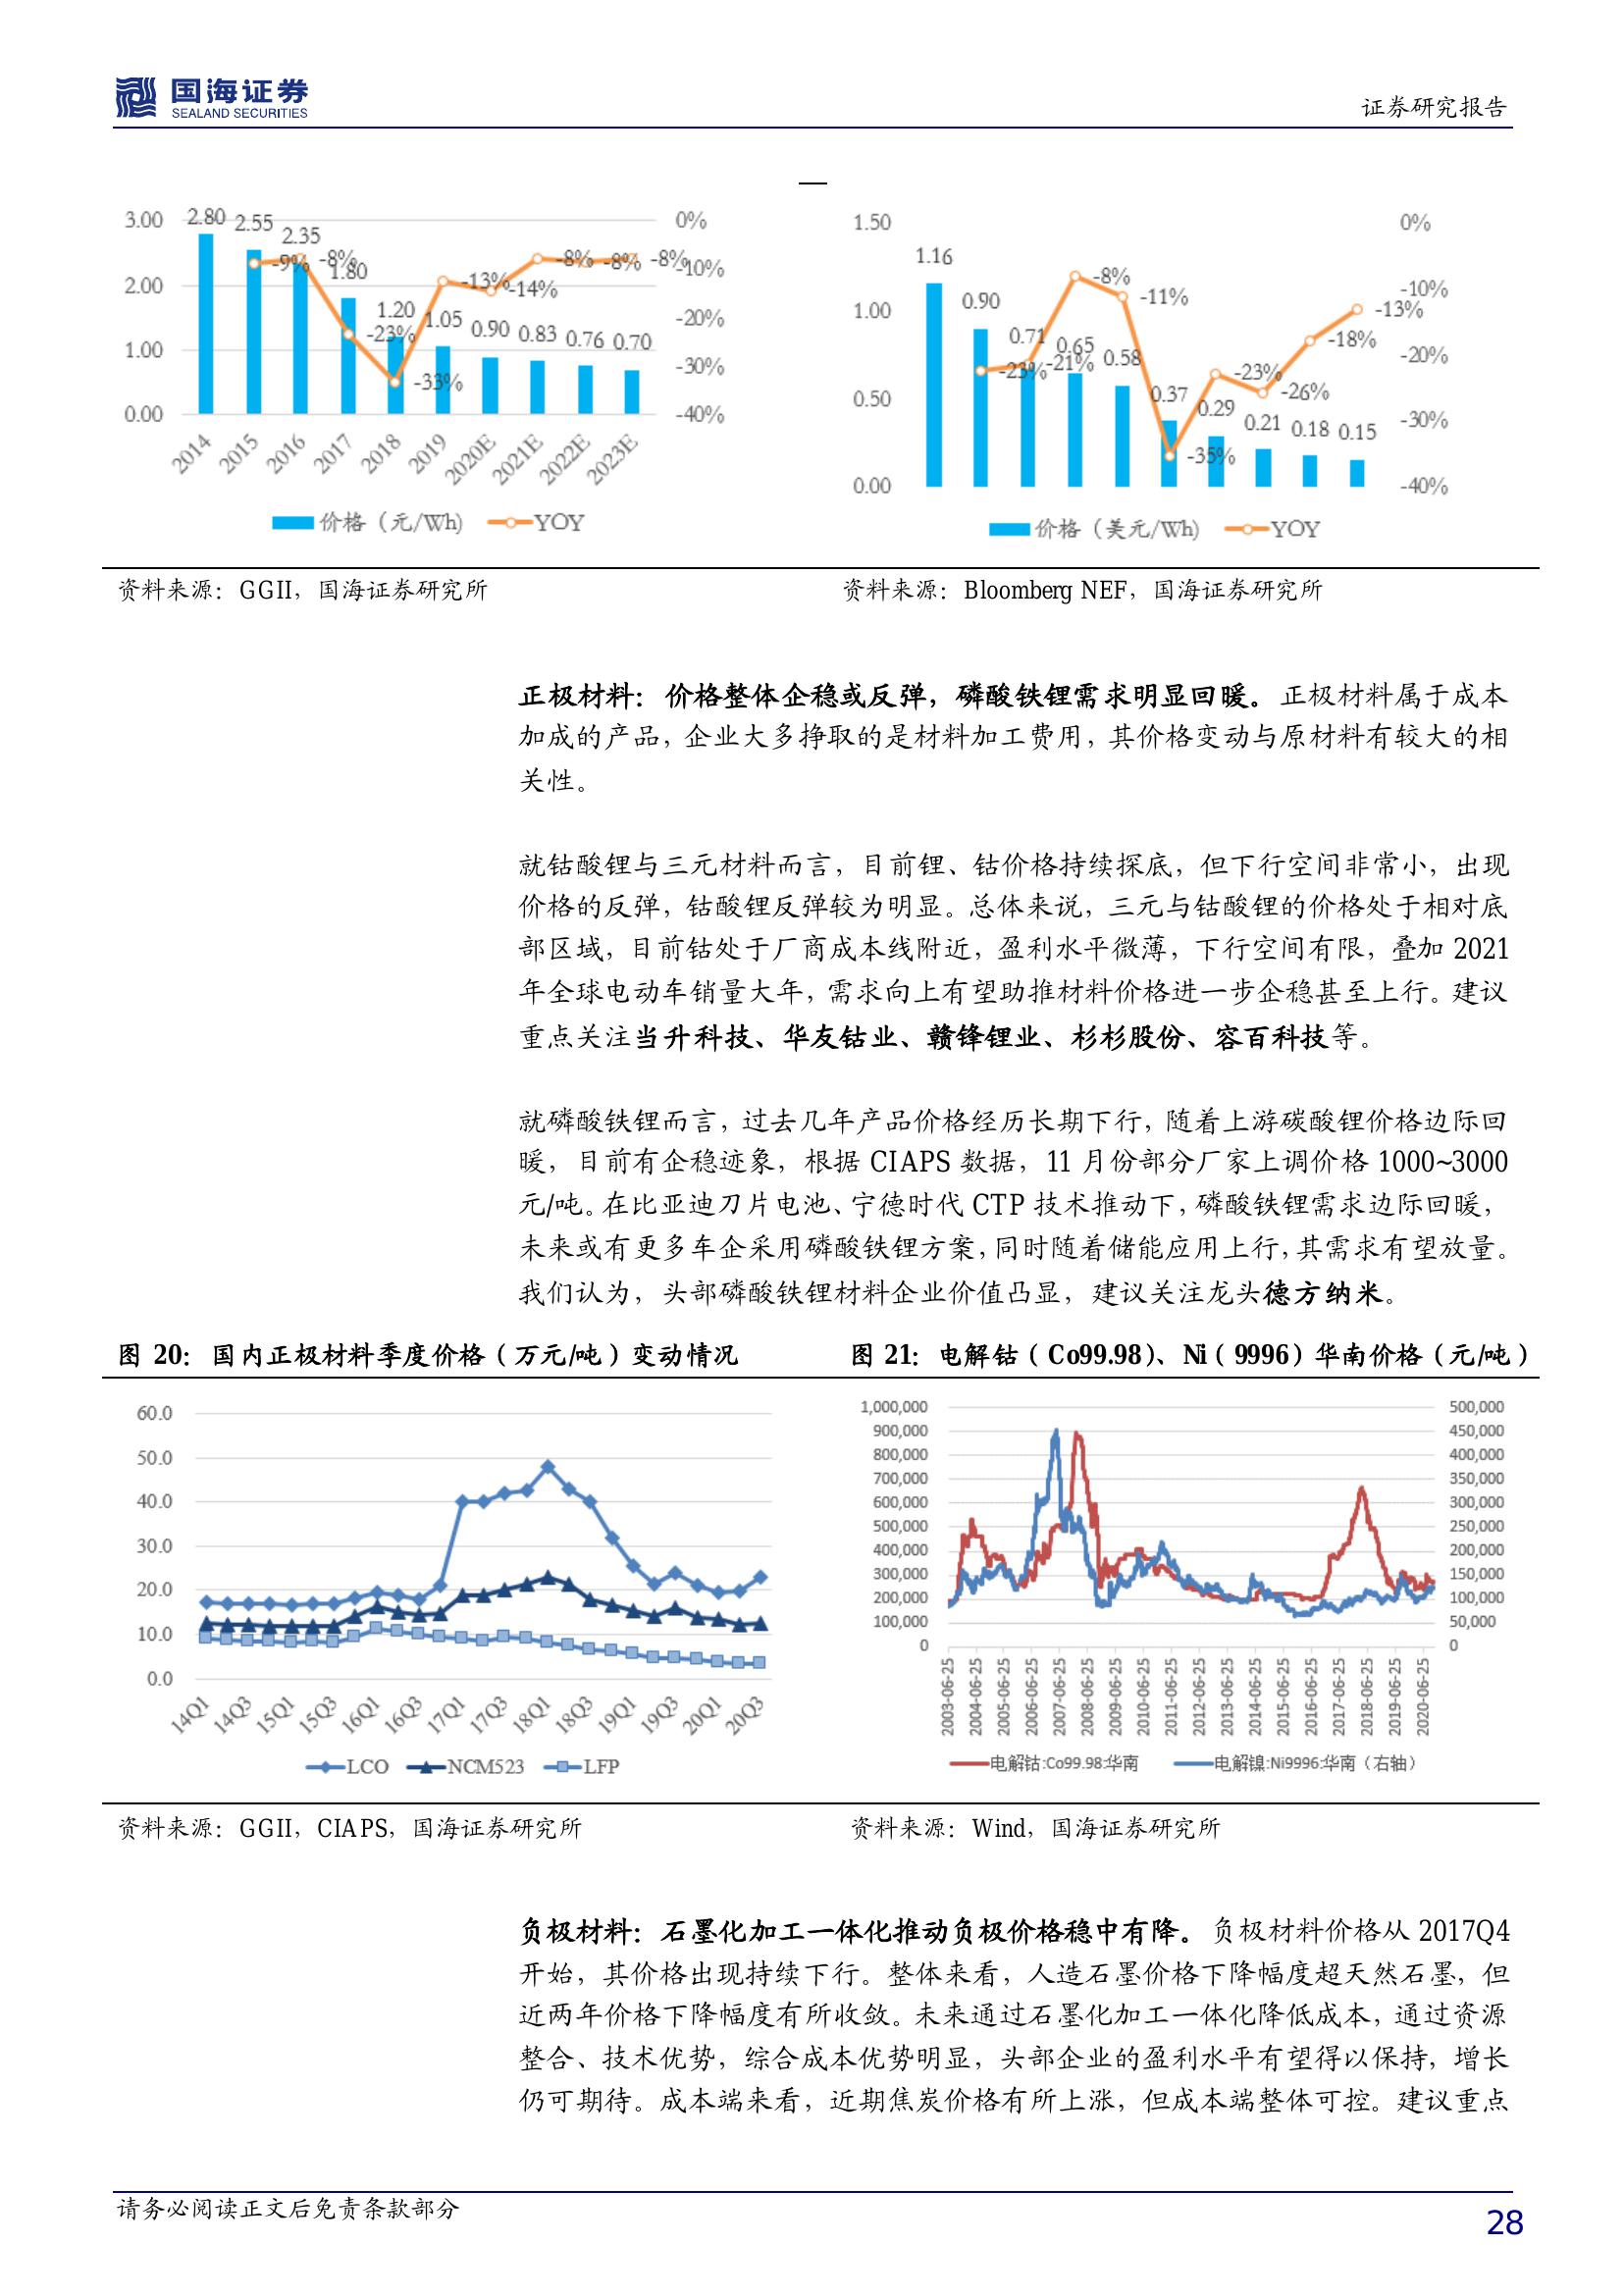 国海证券
SEALAND SECURITIES
证券研究报告
—
3.00
2.00
1.00
0.00
2.80 2.55 2.35 1.80 1.20 1.05 0.90 0.83 0.76 0.70
-9% -8% -23% -33% -13% -14% -8% -8% -8%
0%
-10%
-20%
-30%
-40%
2014 2015 2016 2017 2018 2019 2020E 2021E 2022E 2023E
价格（元/Wh) YOY
1.50
1.00
0.50
0.00
1.16 0.90 0.71 0.65 0.58 0.37 0.29 0.21 0.18 0.15
-23% -21% -8% -11% -35% -23% -26% -18% -13%
0%
-10%
-20%
-30%
-40%
价格（美元/Wh) YOY
资料来源：GGII，国海证券研究所
资料来源：Bloomberg NEF，国海证券研究所
正极材料：价格整体企稳或反弹，磷酸铁锂需求明显回暖。正极材料属于成本
加成的产品，企业大多挣取的是材料加工费用，其价格变动与原材料有较大的相
关性。
就钴酸锂与三元材料而言，目前锂、钴价格持续探底，但下行空间非常小，出现
价格的反弹，钴酸锂反弹较为明显。总体来说，三元与钴酸锂的价格处于相对底
部区域，目前钴处于厂商成本线附近，盈利水平微薄，下行空间有限，叠加 2021
年全球电动车销量大年，需求向上有望助推材料价格进一步企稳甚至上行。建议
重点关注当升科技、华友钴业、赣锋锂业、杉杉股份、容百科技等。
就磷酸铁锂而言，过去几年产品价格经历长期下行，随着上游碳酸锂价格边际回
暖，目前有企稳迹象，根据 CIAPS 数据，11 月份部分厂家上调价格 1000~3000
元/吨。在比亚迪刀片电池、宁德时代 CTP 技术推动下，磷酸铁锂需求边际回暖，
未来或有更多车企采用磷酸铁锂方案，同时随着储能应用上行，其需求有望放量。
我们认为，头部磷酸铁锂材料企业价值凸显，建议关注龙头德方纳米。
图 20：国内正极材料季度价格（万元/吨）变动情况
图 21：电解钴（Co99.98)、Ni（9996）华南价格（元/吨）
60.0
50.0
40.0
30.0
20.0
10.0
0.0
14Q1 14Q3 15Q1 15Q3 16Q1 16Q3 17Q1 17Q3 18Q1 18Q3 19Q1 19Q3 20Q1 20Q3
LCO NCM523 LFP
1,000,000
900,000
800,000
700,000
600,000
500,000
400,000
300,000
200,000
100,000
0
500,000
450,000
400,000
350,000
300,000
250,000
200,000
150,000
100,000
50,000
0
2003-06-25 2004-06-25 2005-06-25 2006-06-25 2007-06-25 2008-06-25 2009-06-25 2010-06-25 2011-06-25 2012-06-25 2013-06-25 2014-06-25 2015-06-25 2016-06-25 2017-06-25 2018-06-25 2019-06-25 2020-06-25
电解钴:Co99.98:华南 电解镍:Ni9996:华南（右轴）
资料来源：GGII，CIAPS，国海证券研究所
资料来源：Wind，国海证券研究所
负极材料：石墨化加工一体化推动负极价格稳中有降。负极材料价格从 2017Q4
开始，其价格出现持续下行。整体来看，人造石墨价格下降幅度超天然石墨，但
近两年价格下降幅度有所收敛。未来通过石墨化加工一体化降低成本，通过资源
整合、技术优势，综合成本优势明显，头部企业的盈利水平有望得以保持，增长
仍可期待。成本端来看，近期焦炭价格有所上涨，但成本端整体可控。建议重点
请务必阅读正文后免责条款部分
28